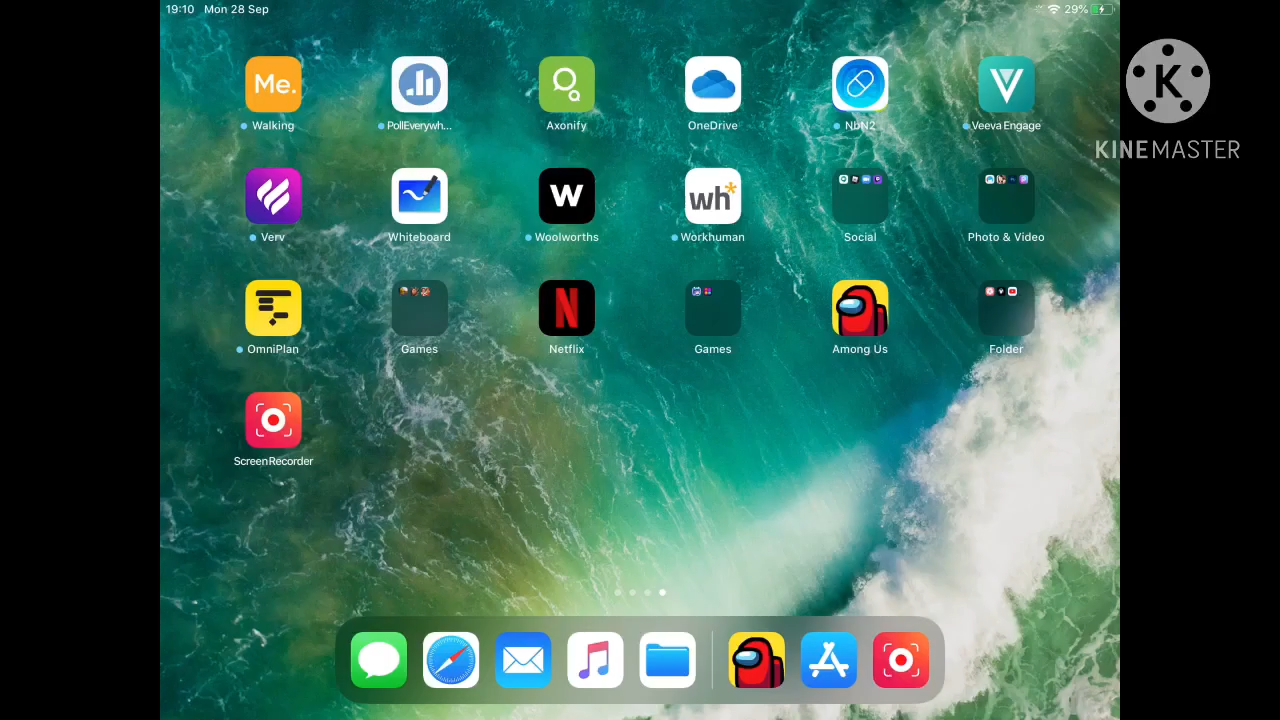 19:10 Mon 28 Sep
29%
Me.
Walking
PollEverywh...
Axonify
OneDrive
NbN2
Veeva Engage
K
KINEMASTER
Verv
Whiteboard
W
Woolworths
wh*
Workhuman
Social
Photo & Video
OmniPlan
Games
N
Netflix
Games
Among Us
Folder
ScreenRecorder